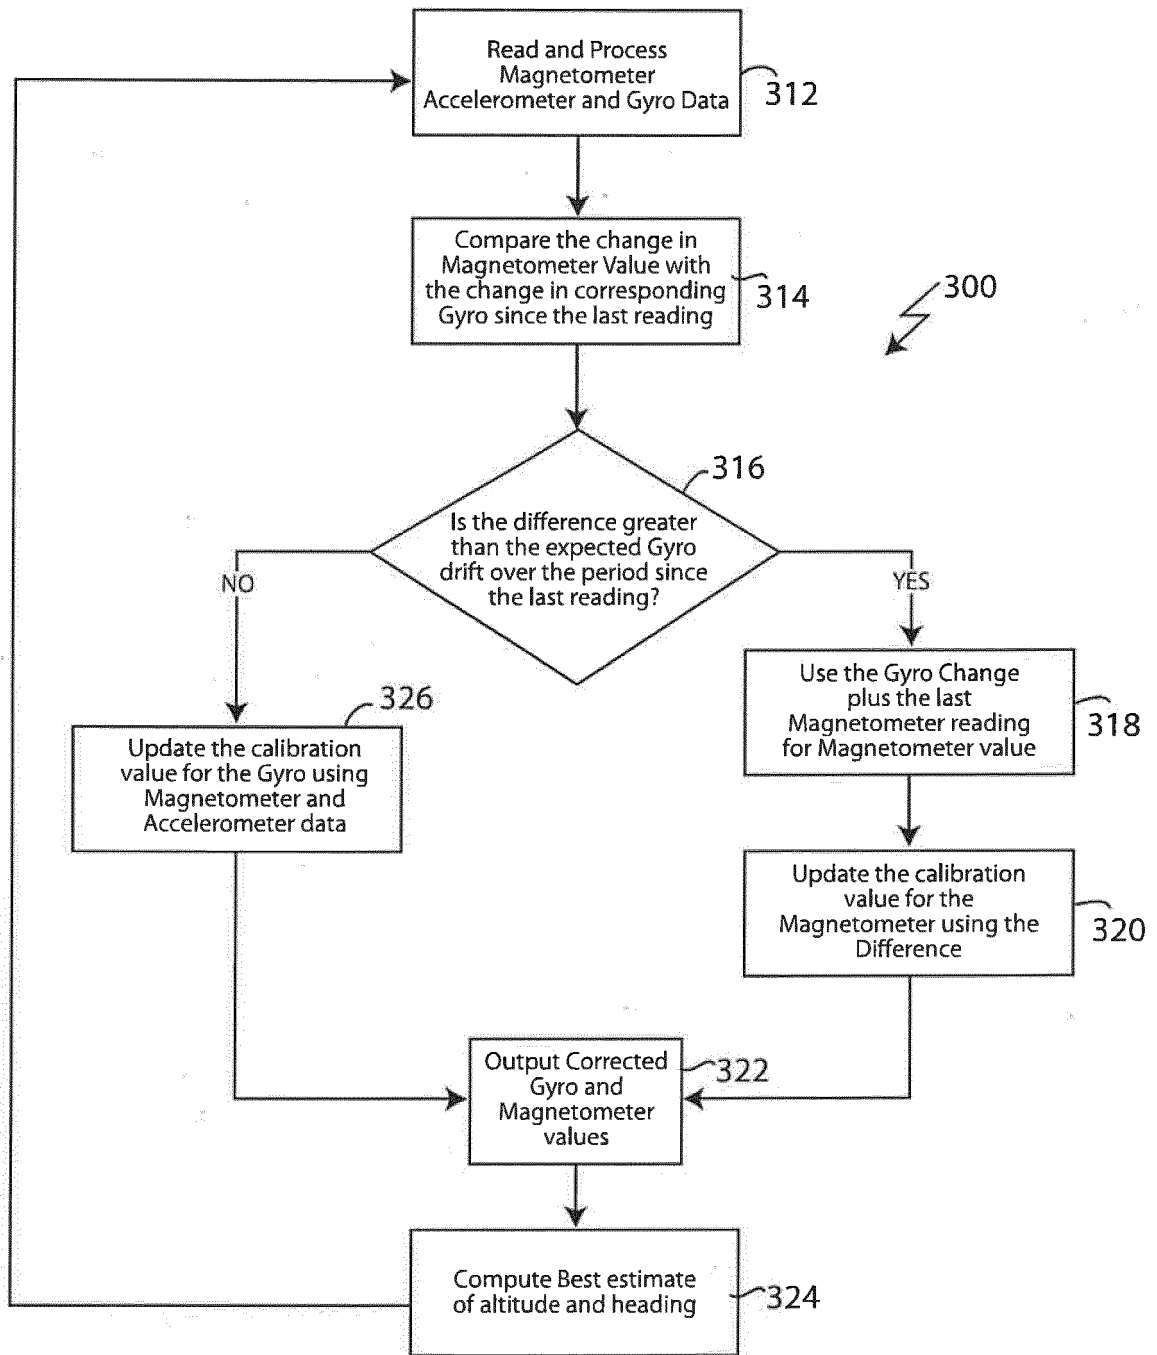 Read and Process
Magnetometer
Accelerometer and Gyro Data
312
Compare the change in
Magnetometer Value with
the change in corresponding
Gyro since the last reading
314
300
316
Is the difference greater
than the expected Gyro
drift over the period since
the last reading?
NO
YES
326
Update the calibration
value for the Gyro using
Magnetometer and
Accelerometer data
Use the Gyro Change
plus the last
Magnetometer reading
for Magnetometer value
318
Update the calibration
value for the
Magnetometer using the
Difference
320
Output Corrected
Gyro and
Magnetometer
values
322
Compute Best estimate
of altitude and heading
324